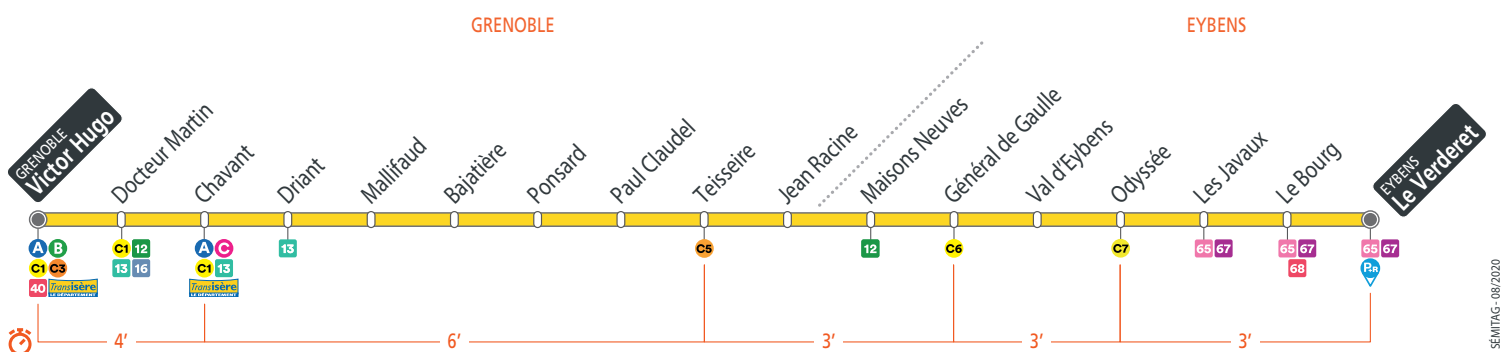 GRENOBLE
EYBENS
GRENOBLE
Victor Hugo
Docteur Martin
Chavant
Driant
Mallifaud
Bajatière
Ponsard
Paul Claudel
Teisseire
Jean Racine
Maisons Neuves
Général de Gaulle
Val d'Eybens
Odyssée
Les Javaux
Le Bourg
EYBENS
Le Verderet
A B
C1 C3
40 Transisère
LE DÉPARTEMENT
C1 12
13 16
A C
C1 13
Transisère
LE DÉPARTEMENT
13
C5
12
C6
C7
65 67
65 67
68
65 67
P+R
4’
6’
3’
3’
3’
SÉMITAG - 08/2020